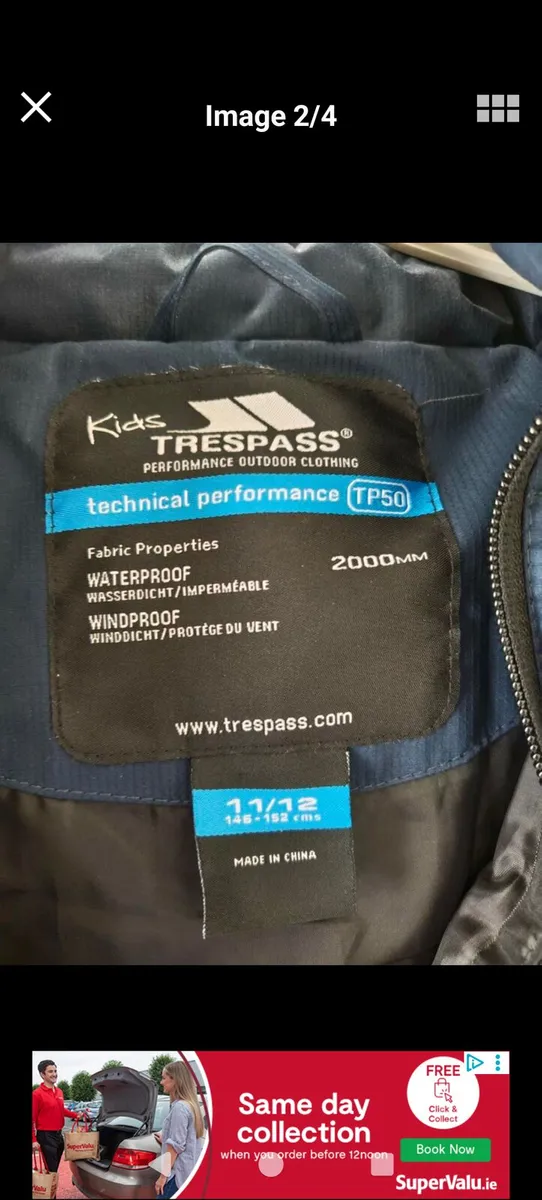 Image 2/4
Kids
TRESPASS®
PERFORMANCE OUTDOOR CLOTHING
technical performance TP50
Fabric Properties
WATERPROOF 2000MM
WASSERDICHT/IMPERMÉABLE
WINDPROOF
WINDDICHT/PROTÈGE DU VENT
www.trespass.com
11/12
146-152 cms
MADE IN CHINA
SuperValu
Same day
collection
when you order before 12noon
FREE
Click &
Collect
Book Now
SuperValu.ie